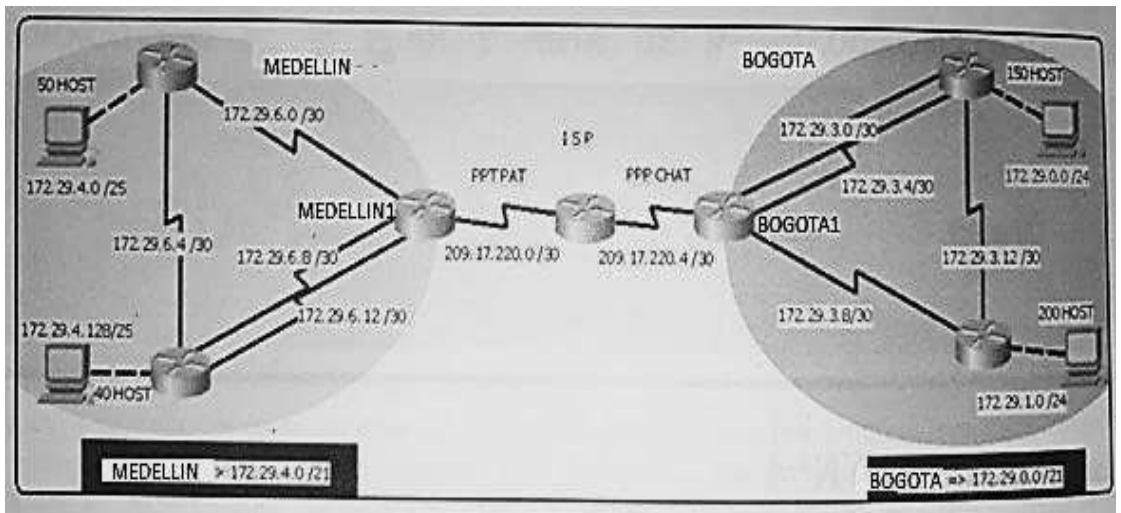 MEDELLIN
BOGOTA
50 HOST
150 HOST
172.29.6.0 /30
172.29.3.0 /30
ISP
172.29.4.0 /25
PPT PAT
PPP CHAT
172.29.3.4/30
172.29.0.0 /24
MEDELLIN1
BOGOTA1
172.29.6.4 /30
172.29.6.8 /30
209.17.220.0 /30
209.17.220.4 /30
172.29.3.12 /30
172.29.6.12 /30
172.29.3.8/30
172.29.4.128/25
200 HOST
40 HOST
172.29.1.0 /24
MEDELLIN > 172.29.4.0 /21
BOGOTA => 172.29.0.0/21